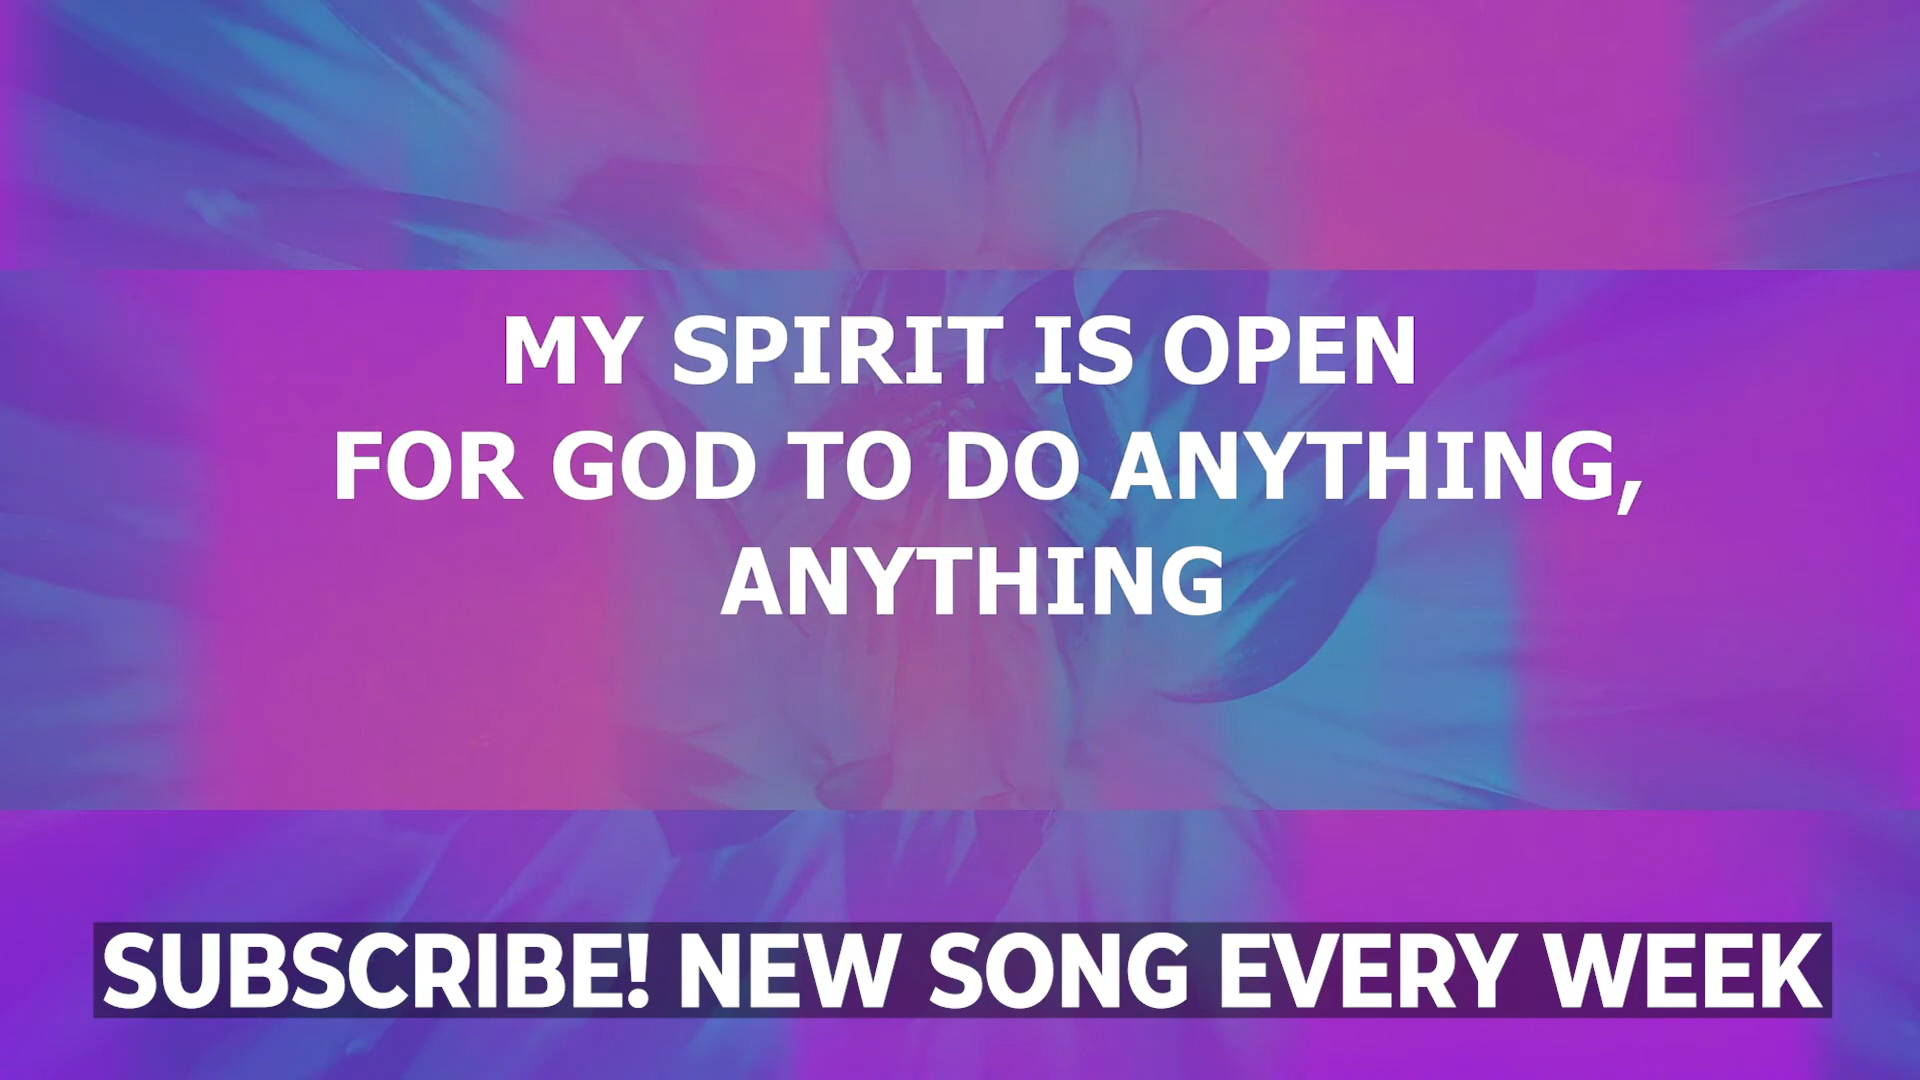 MY SPIRIT IS OPEN
FOR GOD TO DO ANYTHING,
ANYTHING
SUBSCRIBE! NEW SONG EVERY WEEK